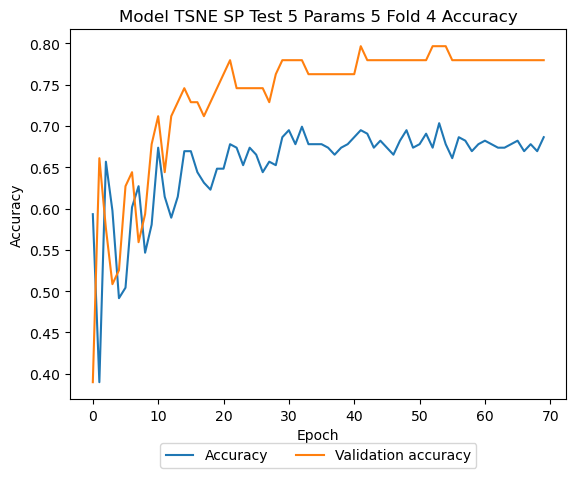 Model TSNE SP Test 5 Params 5 Fold 4 Accuracy
0.80
0.75
0.70
0.65
0.60
0.55
0.50
0.45
0.40
Accuracy
0 10 20 30 40 50 60 70
Epoch
Accuracy Validation accuracy